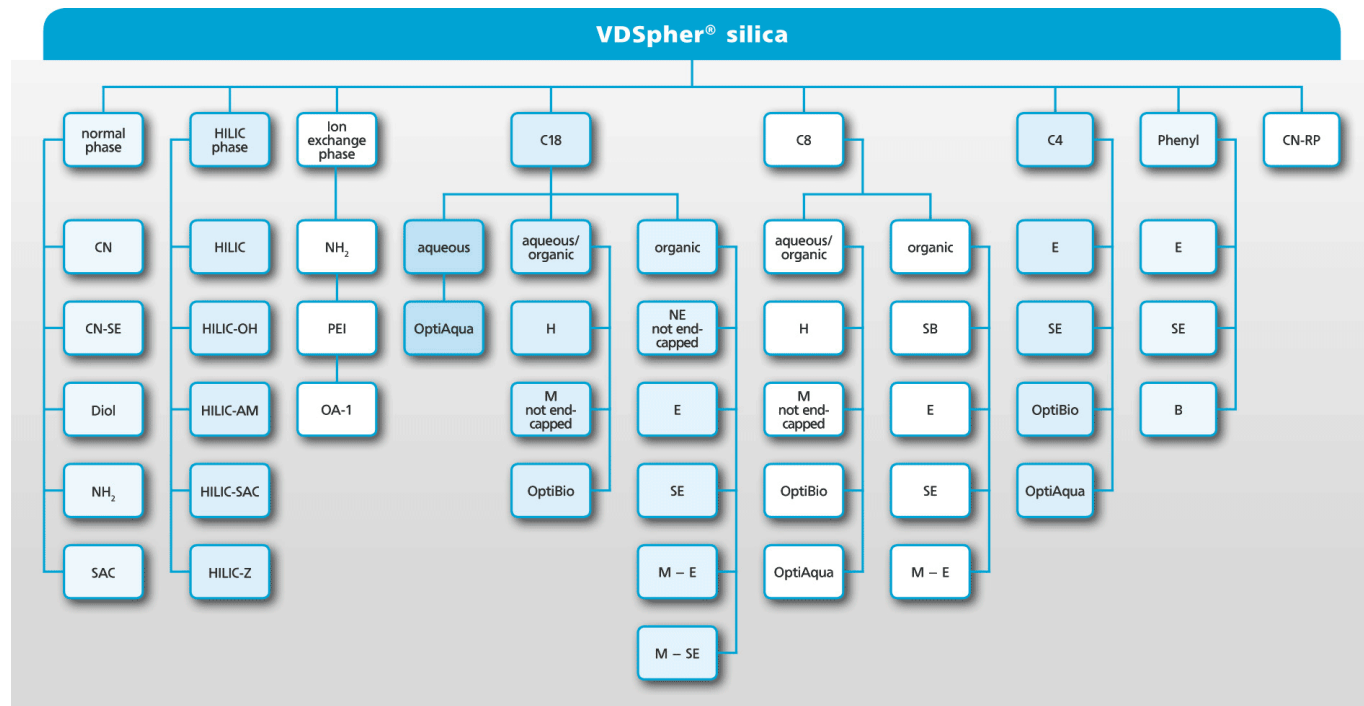 VDSpher® silica
normal
phase
HILIC
phase
Ion
exchange
phase
C18
C8
C4
Phenyl
CN-RP
CN
HILIC
NH₂
aqueous
aqueous/
organic
organic
aqueous/
organic
organic
E
E
CN-SE
HILIC-OH
PEI
OptiAqua
H
NE
not end-
capped
H
SB
SE
SE
Diol
HILIC-AM
OA-1
M
not end-
capped
E
M
not end-
capped
E
OptiBio
B
NH₂
HILIC-SAC
OptiBio
SE
OptiBio
SE
OptiAqua
SAC
HILIC-Z
M – E
OptiAqua
M – E
M – SE